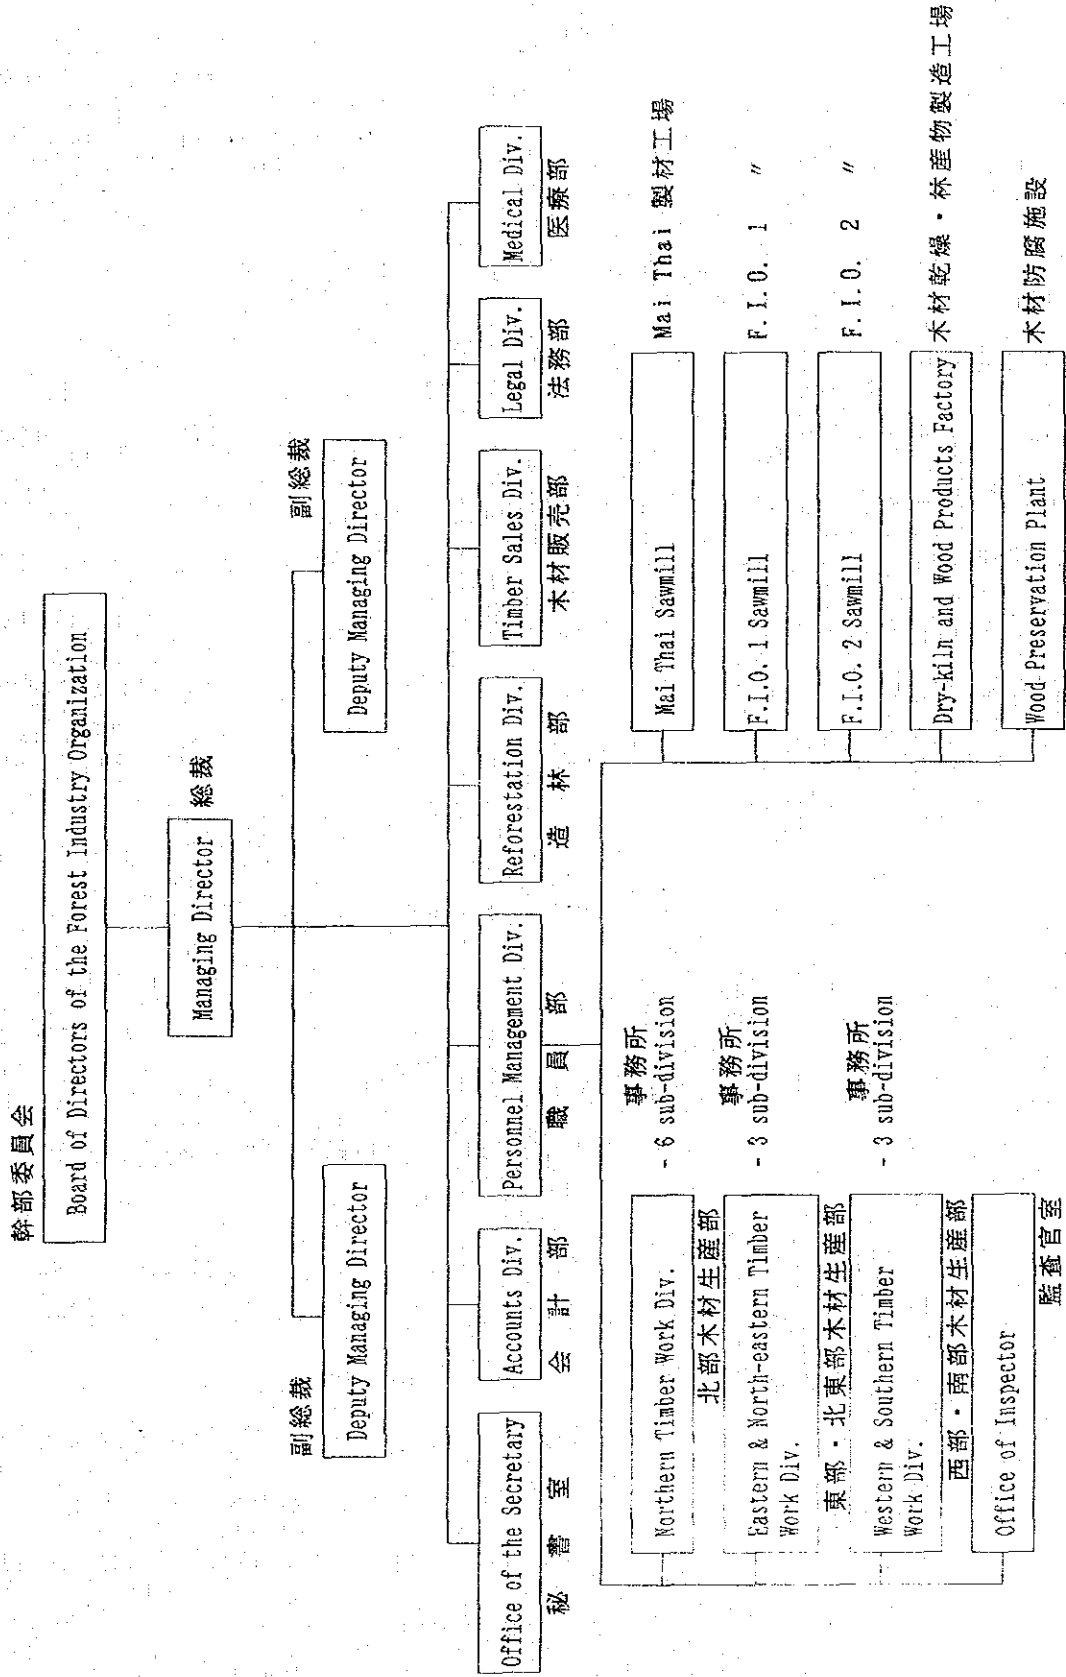 幹部委員会
Board of Directors of the Forest Industry Organization
Managing Director
総裁
副総裁
Deputy Managing Director
副総裁
Deputy Managing Director
Office of the Secretary
秘書室
Accounts Div.
会計部
Personnel Management Div.
職員部
Reforestation Div.
造林部
Timber Sales Div.
木材販売部
Legal Div.
法務部
Medical Div.
医療部
Northern Timber Work Div.
北部木材生産部
事務所
- 6 sub-division
Eastern & North-eastern Timber
Work Div.
東部・北東部木材生産部
事務所
- 3 sub-division
Western & Southern Timber
Work Div.
西部・南部木材生産部
事務所
- 3 sub-division
Office of Inspector
監査官室
Mai Thai Sawmill
Mai Thai 製材工場
F.I.O. 1 Sawmill
F.I.O. 1 〃
F.I.O. 2 Sawmill
F.I.O. 2 〃
Dry-kiln and Wood Products Factory
木材乾燥・林産物製造工場
Wood Preservation Plant
木材防腐施設